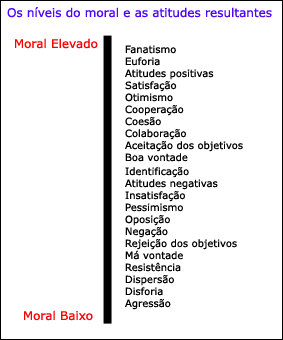 Os níveis do moral e as atitudes resultantes
Moral Elevado
Fanatismo
Euforia
Atitudes positivas
Satisfação
Otimismo
Cooperação
Coesão
Colaboração
Aceitação dos objetivos
Boa vontade
Identificação
Atitudes negativas
Insatisfação
Pessimismo
Oposição
Negação
Rejeição dos objetivos
Má vontade
Resistência
Dispersão
Disforia
Agressão
Moral Baixo